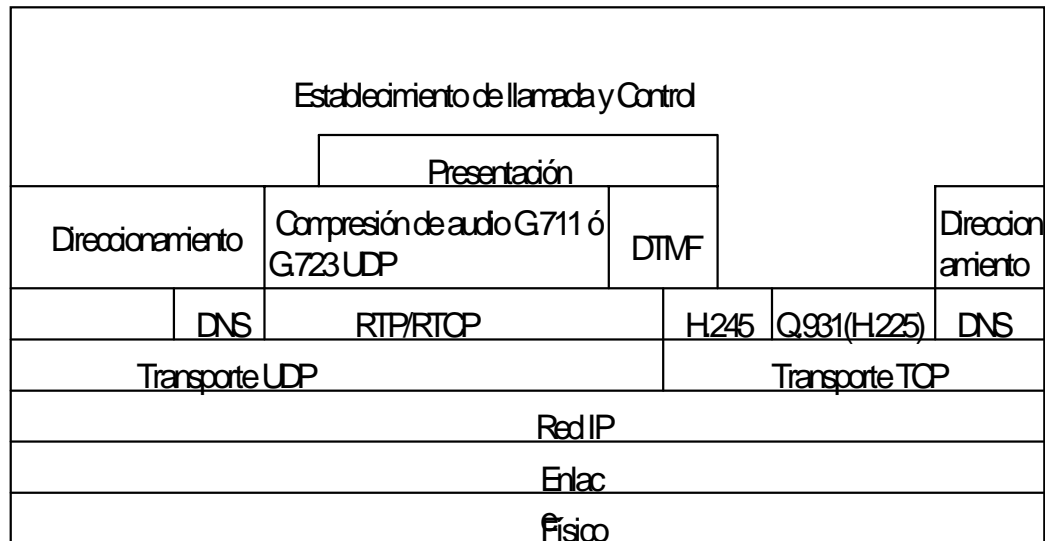 Establecimiento de llamada y Control
Presentación
Direccionamiento
Compresión de audio G.711 ó
G.723 UDP
DTMF
Direccion
amiento
DNS
RTP/RTCP
H.245
Q.931(H.225)
DNS
Transporte UDP
Transporte TCP
Red IP
Enlac
e
Físico